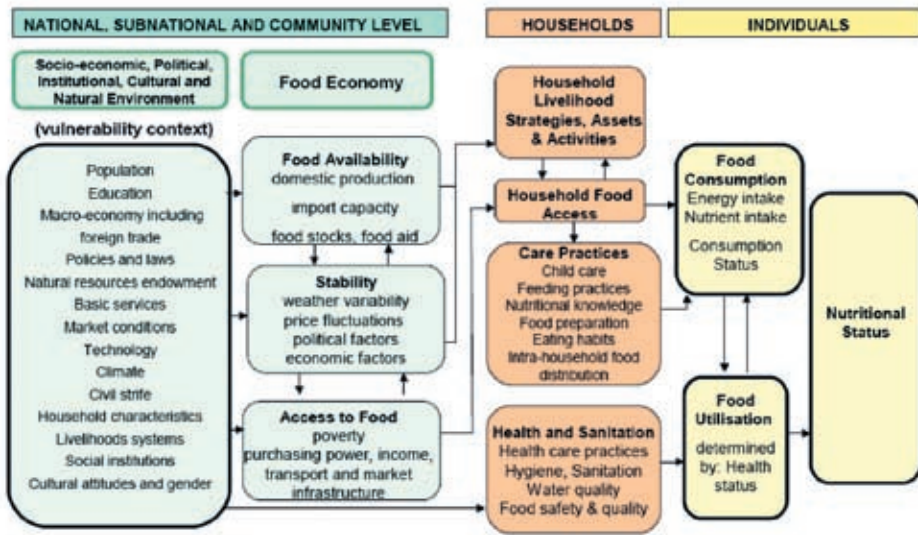 NATIONAL, SUBNATIONAL AND COMMUNITY LEVEL
HOUSEHOLDS
INDIVIDUALS
Socio-economic, Political,
Institutional, Cultural and
Natural Environment
Food Economy
(vulnerability context)
Population
Education
Macro-economy including
foreign trade
Policies and laws
Natural resources endowment
Basic services
Market conditions
Technology
Climate
Civil strife
Household characteristics
Livelihoods systems
Social institutions
Cultural attitudes and gender
Food Availability
domestic production
import capacity
food stocks, food aid
Stability
weather variability
price fluctuations
political factors
economic factors
Access to Food
poverty
purchasing power, income,
transport and market
infrastructure
Household
Livelihood
Strategies, Assets
& Activities
Household Food
Access
Care Practices
Child care
Feeding practices
Nutritional knowledge
Food preparation
Eating habits
Intra-household food
distribution
Health and Sanitation
Health care practices
Hygiene, Sanitation
Water quality
Food safety & quality
Food
Consumption
Energy intake
Nutrient intake
Consumption
Status
Food
Utilisation
determined
by: Health
status
Nutritional
Status